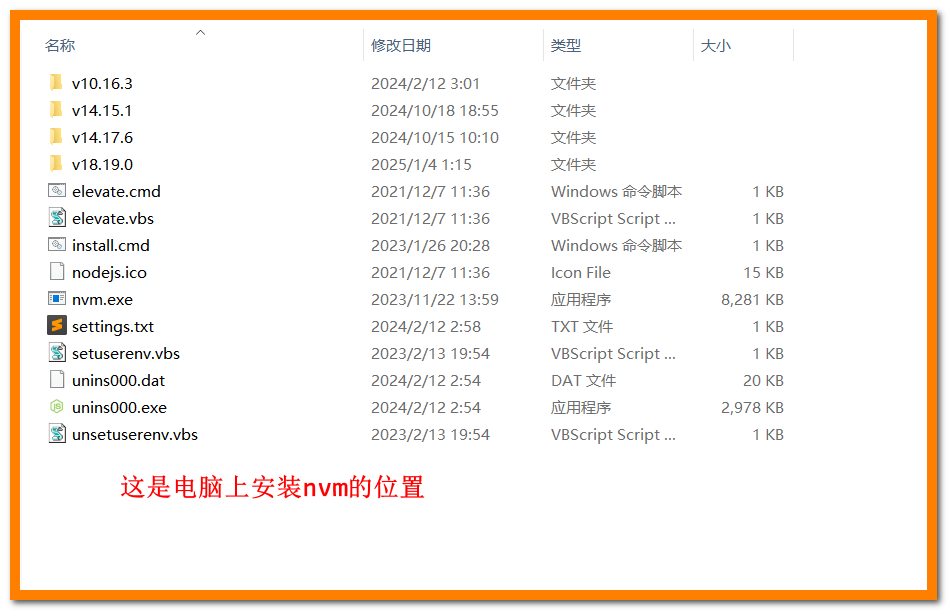 名称 修改日期 类型 大小
v10.16.3 2024/2/12 3:01 文件夹
v14.15.1 2024/10/18 18:55 文件夹
v14.17.6 2024/10/15 10:10 文件夹
v18.19.0 2025/1/4 1:15 文件夹
elevate.cmd 2021/12/7 11:36 Windows 命令脚本 1 KB
elevate.vbs 2021/12/7 11:36 VBScript Script ... 1 KB
install.cmd 2023/1/26 20:28 Windows 命令脚本 1 KB
nodejs.ico 2021/12/7 11:36 Icon File 15 KB
nvm.exe 2023/11/22 13:59 应用程序 8,281 KB
settings.txt 2024/2/12 2:58 TXT 文件 1 KB
setuserenv.vbs 2023/2/13 19:54 VBScript Script ... 1 KB
unins000.dat 2024/2/12 2:54 DAT 文件 20 KB
unins000.exe 2024/2/12 2:54 应用程序 2,978 KB
unsetuserenv.vbs 2023/2/13 19:54 VBScript Script ... 1 KB
这是电脑上安装nvm的位置